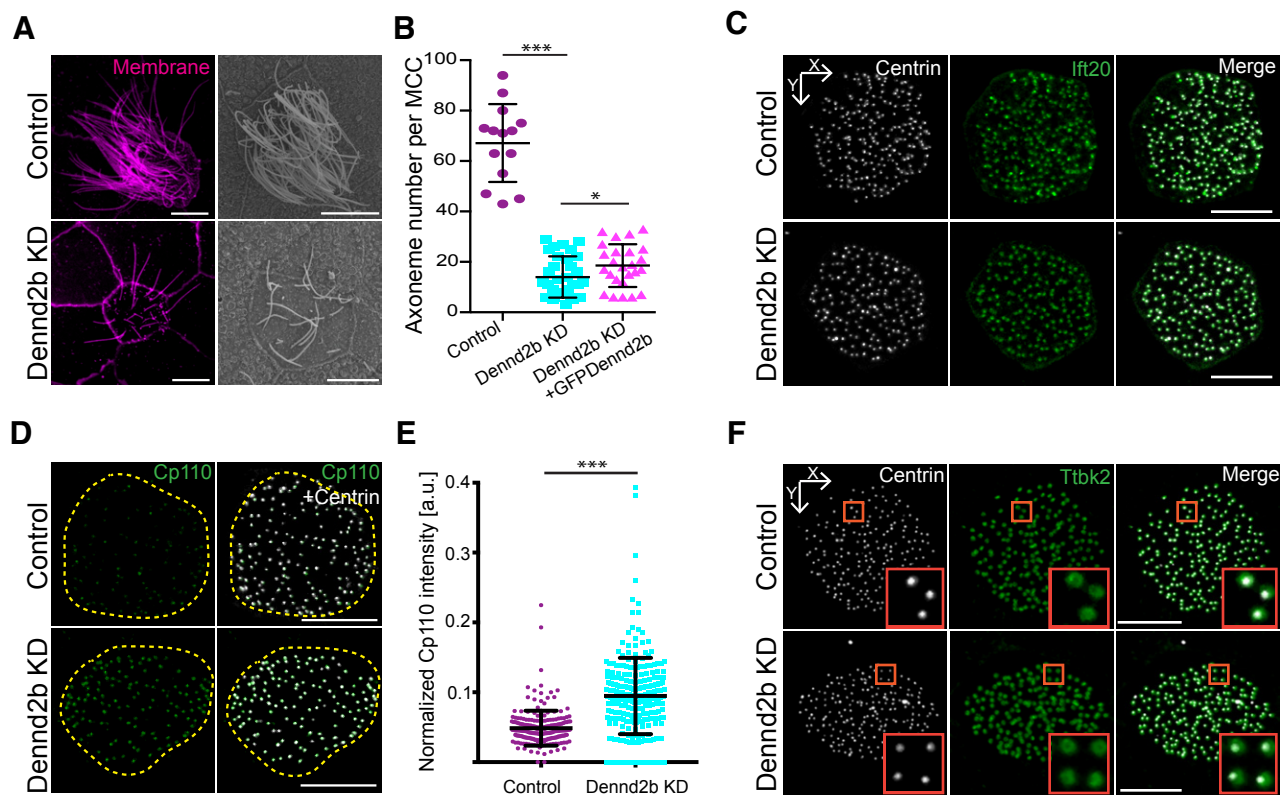 A
Membrane
Control
Dennd2b KD
B
***
*
100
80
60
40
20
0
Axoneme number per MCC
Control
Dennd2b KD
Dennd2b KD
+GFPDennd2b
C
X
Y
Centrin
Ift20
Merge
Control
Dennd2b KD
D
Cp110
Cp110
+Centrin
Control
Dennd2b KD
E
***
0.4
0.3
0.2
0.1
Normalized Cp110 intensity [a.u.]
Control
Dennd2b KD
F
X
Y
Centrin
Ttbk2
Merge
Control
Dennd2b KD